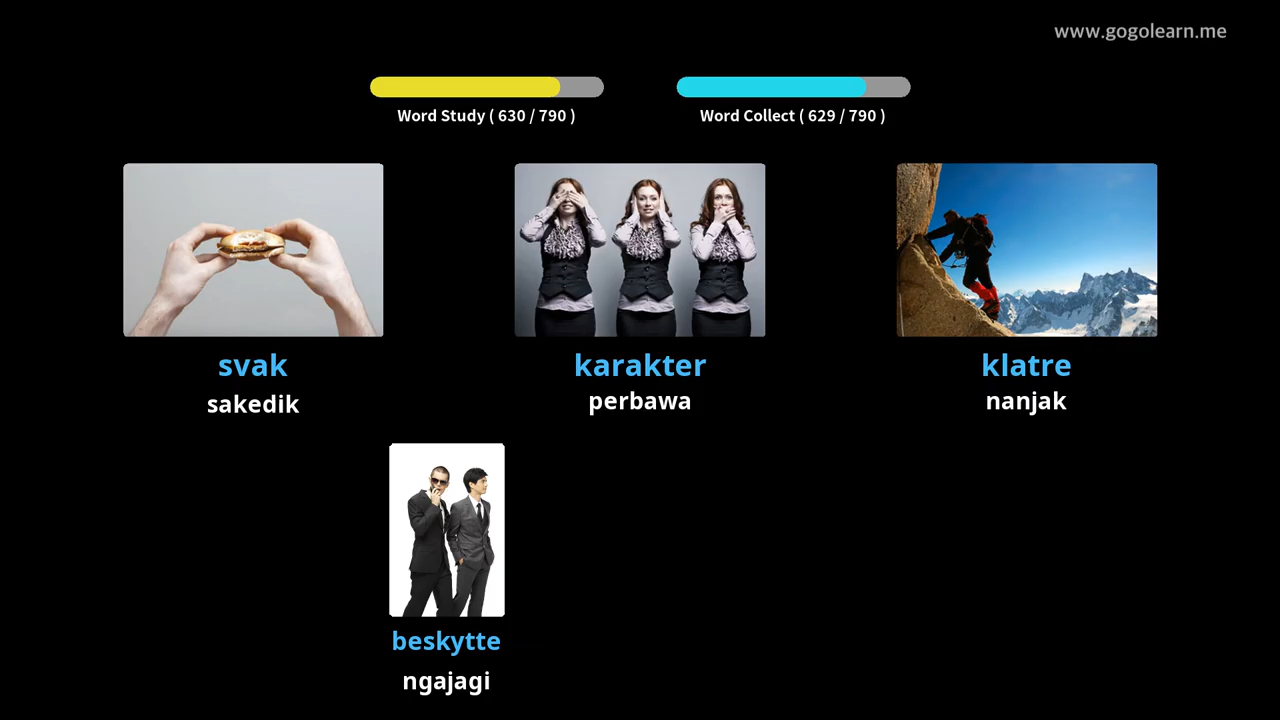 www.gogolearn.me
Word Study ( 630 / 790 )
Word Collect ( 629 / 790 )
svak
sakedik
karakter
perbawa
klatre
nanjak
beskytte
ngajagi